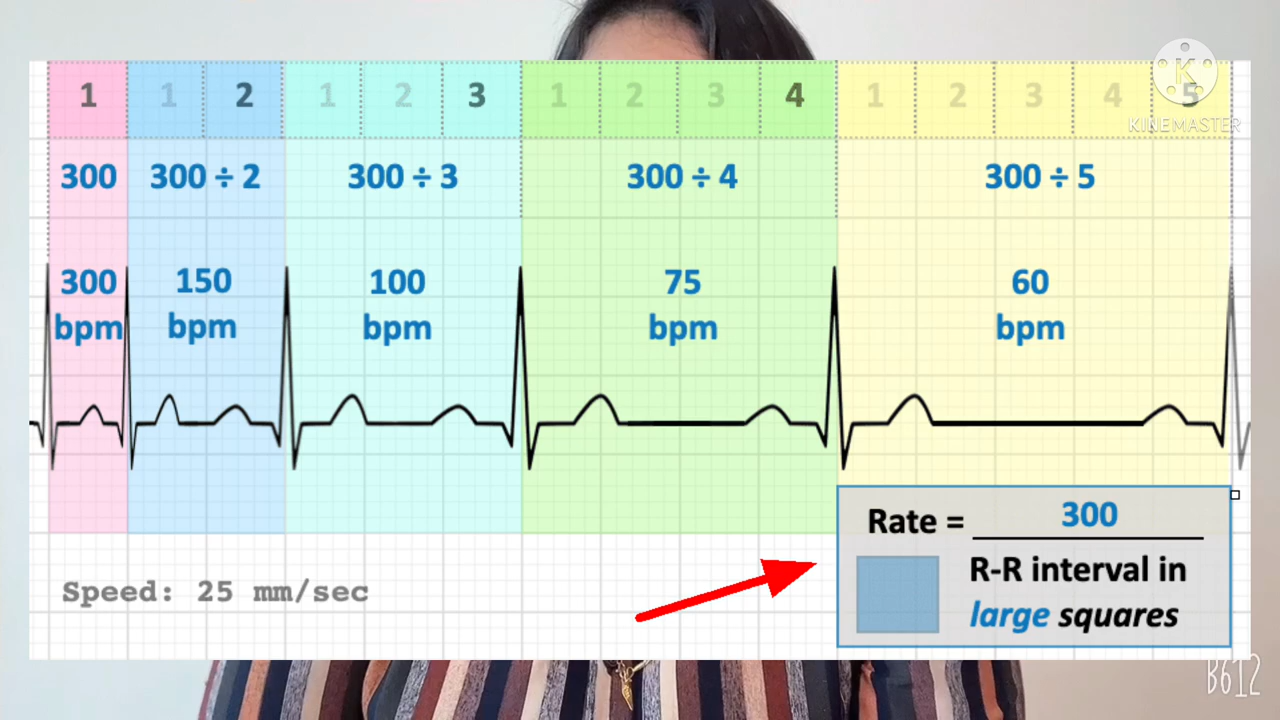 1 1 2 1 2 3 1 2 3 4 1 2 3 4 5
K
KINEMASTER
300 300 ÷ 2 300 ÷ 3 300 ÷ 4 300 ÷ 5
300 150 100 75 60
bpm bpm bpm bpm bpm
Rate = 300
R-R interval in
large squares
Speed: 25 mm/sec
B612